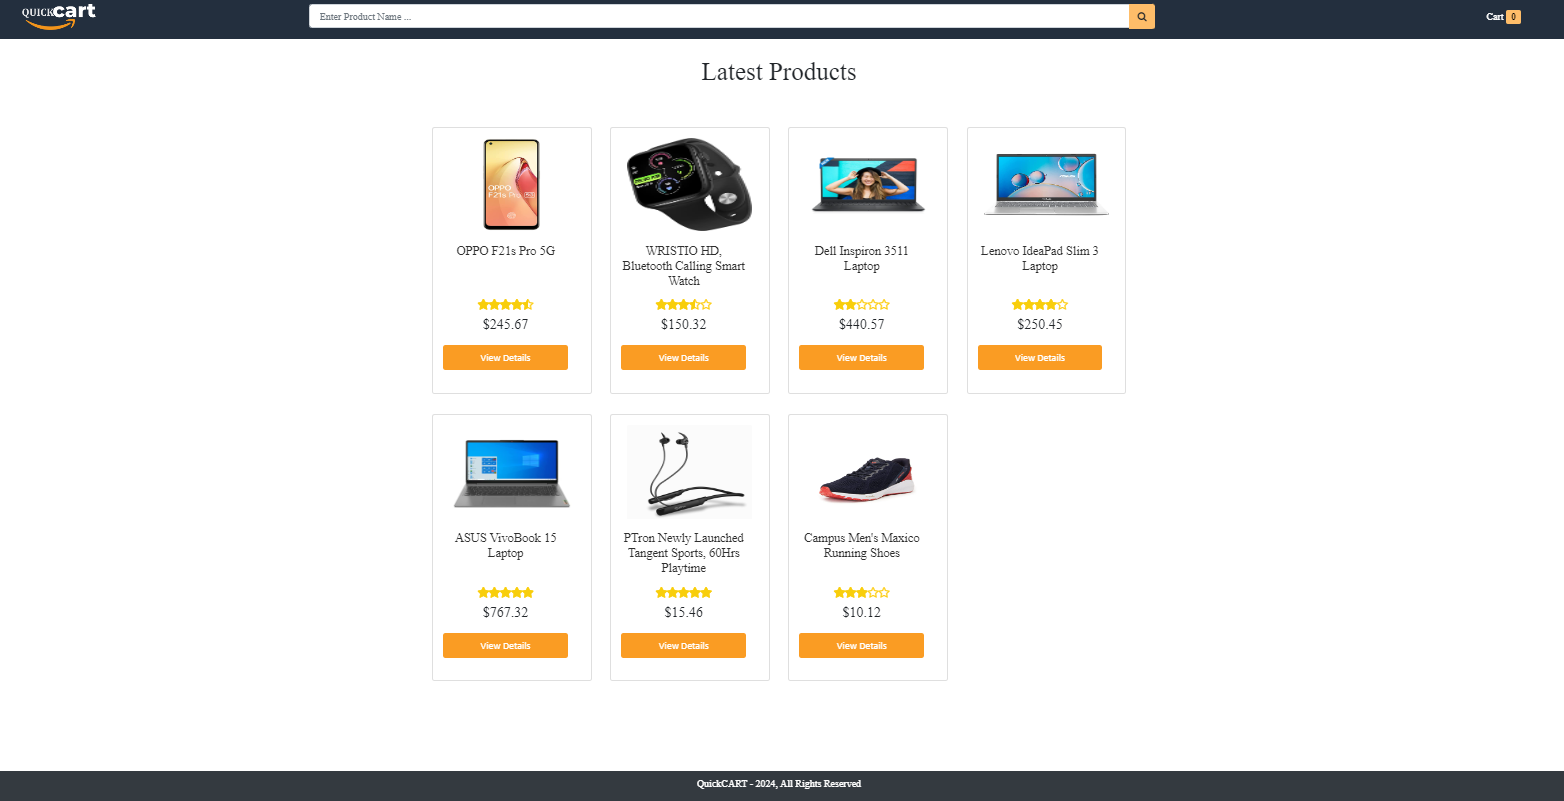 QUICKcart
Enter Product Name ...
Cart 0
Latest Products
OPPO
F21s Pro 5G
OPPO F21s Pro 5G
$245.67
View Details
WRISTIO HD,
Bluetooth Calling Smart
Watch
$150.32
View Details
Dell Inspiron 3511
Laptop
$440.57
View Details
Lenovo IdeaPad Slim 3
Laptop
$250.45
View Details
ASUS VivoBook 15
Laptop
$767.32
View Details
PTron Newly Launched
Tangent Sports, 60Hrs
Playtime
$15.46
View Details
Campus Men's Maxico
Running Shoes
$10.12
View Details
QuickCART - 2024, All Rights Reserved